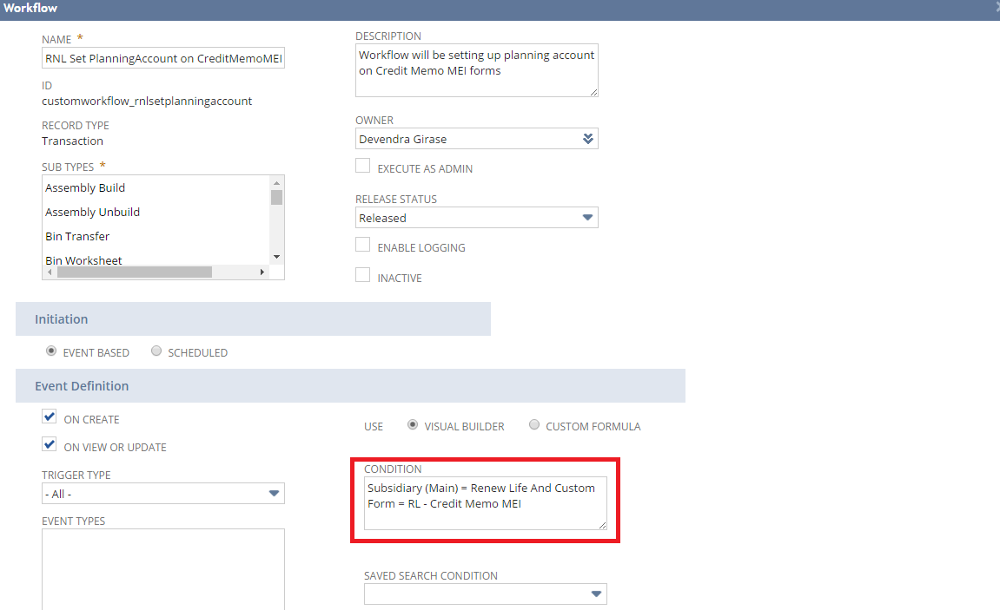 Workflow
NAME *
RNL Set PlanningAccount on CreditMemoMEI
ID
customworkflow_rnlsetplanningaccount
RECORD TYPE
Transaction
SUB TYPES *
Assembly Build
Assembly Unbuild
Bin Transfer
Bin Worksheet
DESCRIPTION
Workflow will be setting up planning account
on Credit Memo MEI forms
OWNER
Devendra Girase
EXECUTE AS ADMIN
RELEASE STATUS
Released
ENABLE LOGGING
INACTIVE
Initiation
EVENT BASED
SCHEDULED
Event Definition
ON CREATE
ON VIEW OR UPDATE
TRIGGER TYPE
- All -
EVENT TYPES
USE
VISUAL BUILDER
CUSTOM FORMULA
CONDITION
Subsidiary (Main) = Renew Life And Custom
Form = RL - Credit Memo MEI
SAVED SEARCH CONDITION